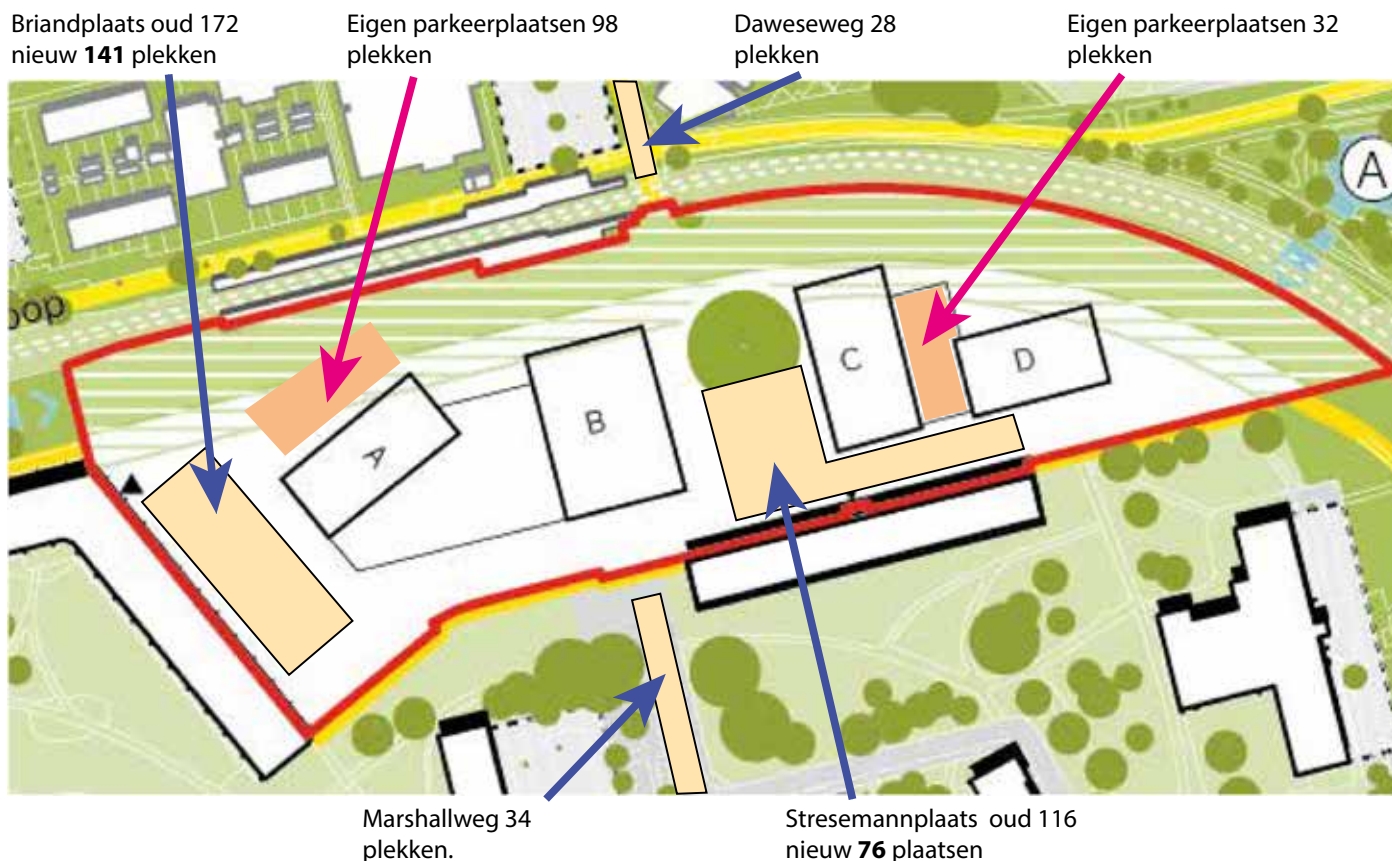 Briandplaats oud 172
nieuw 141 plekken
Eigen parkeerplaatsen 98
plekken
Daweseweg 28
plekken
Eigen parkeerplaatsen 32
plekken
A
oop
C
D
B
A
Marshallweg 34
plekken.
Stresemannplaats oud 116
nieuw 76 plaatsen